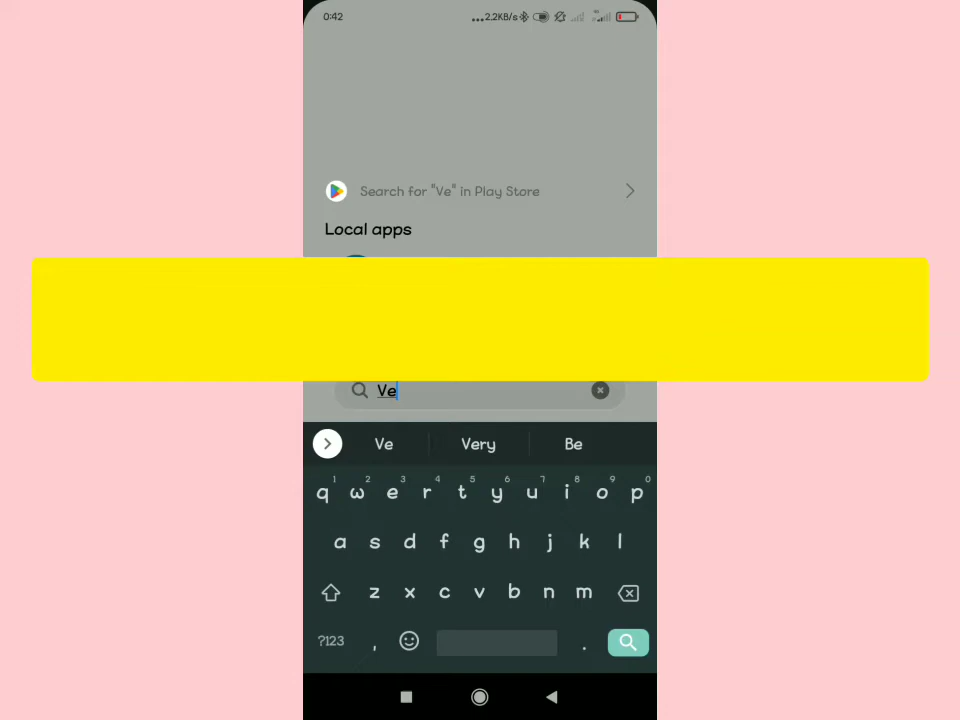 0:42 ...2.2KB/s
Search for "Ve" in Play Store
Local apps
Ve
Ve Very Be
1 2 3 4 5 6 7 8 9 0
q w e r t y u i o p
a s d f g h j k l
z x c v b n m
?123 , .